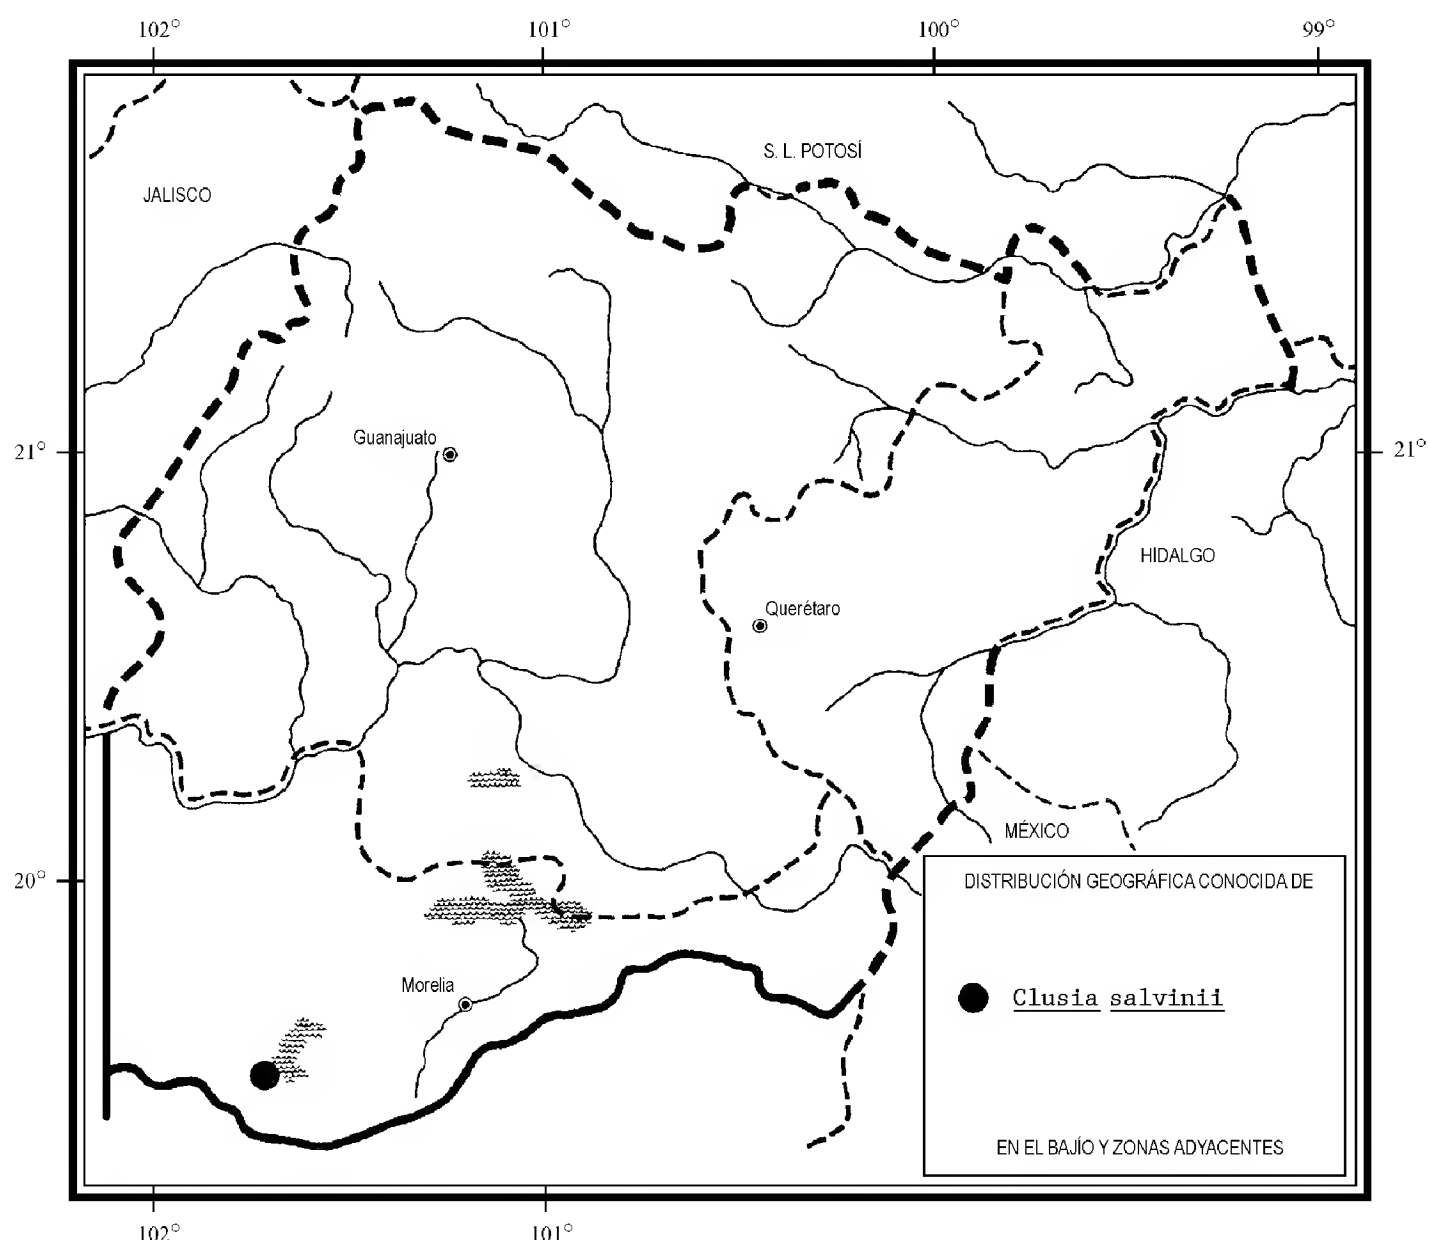 102° 101° 100° 99°
S. L. POTOSÍ
JALISCO
Guanajuato
21° 21°
HIDALGO
Querétaro
MÉXICO
20°
DISTRIBUCIÓN GEOGRÁFICA CONOCIDA DE
Morelia
Clusia salvinii
EN EL BAJÍO Y ZONAS ADYACENTES
102° 101°